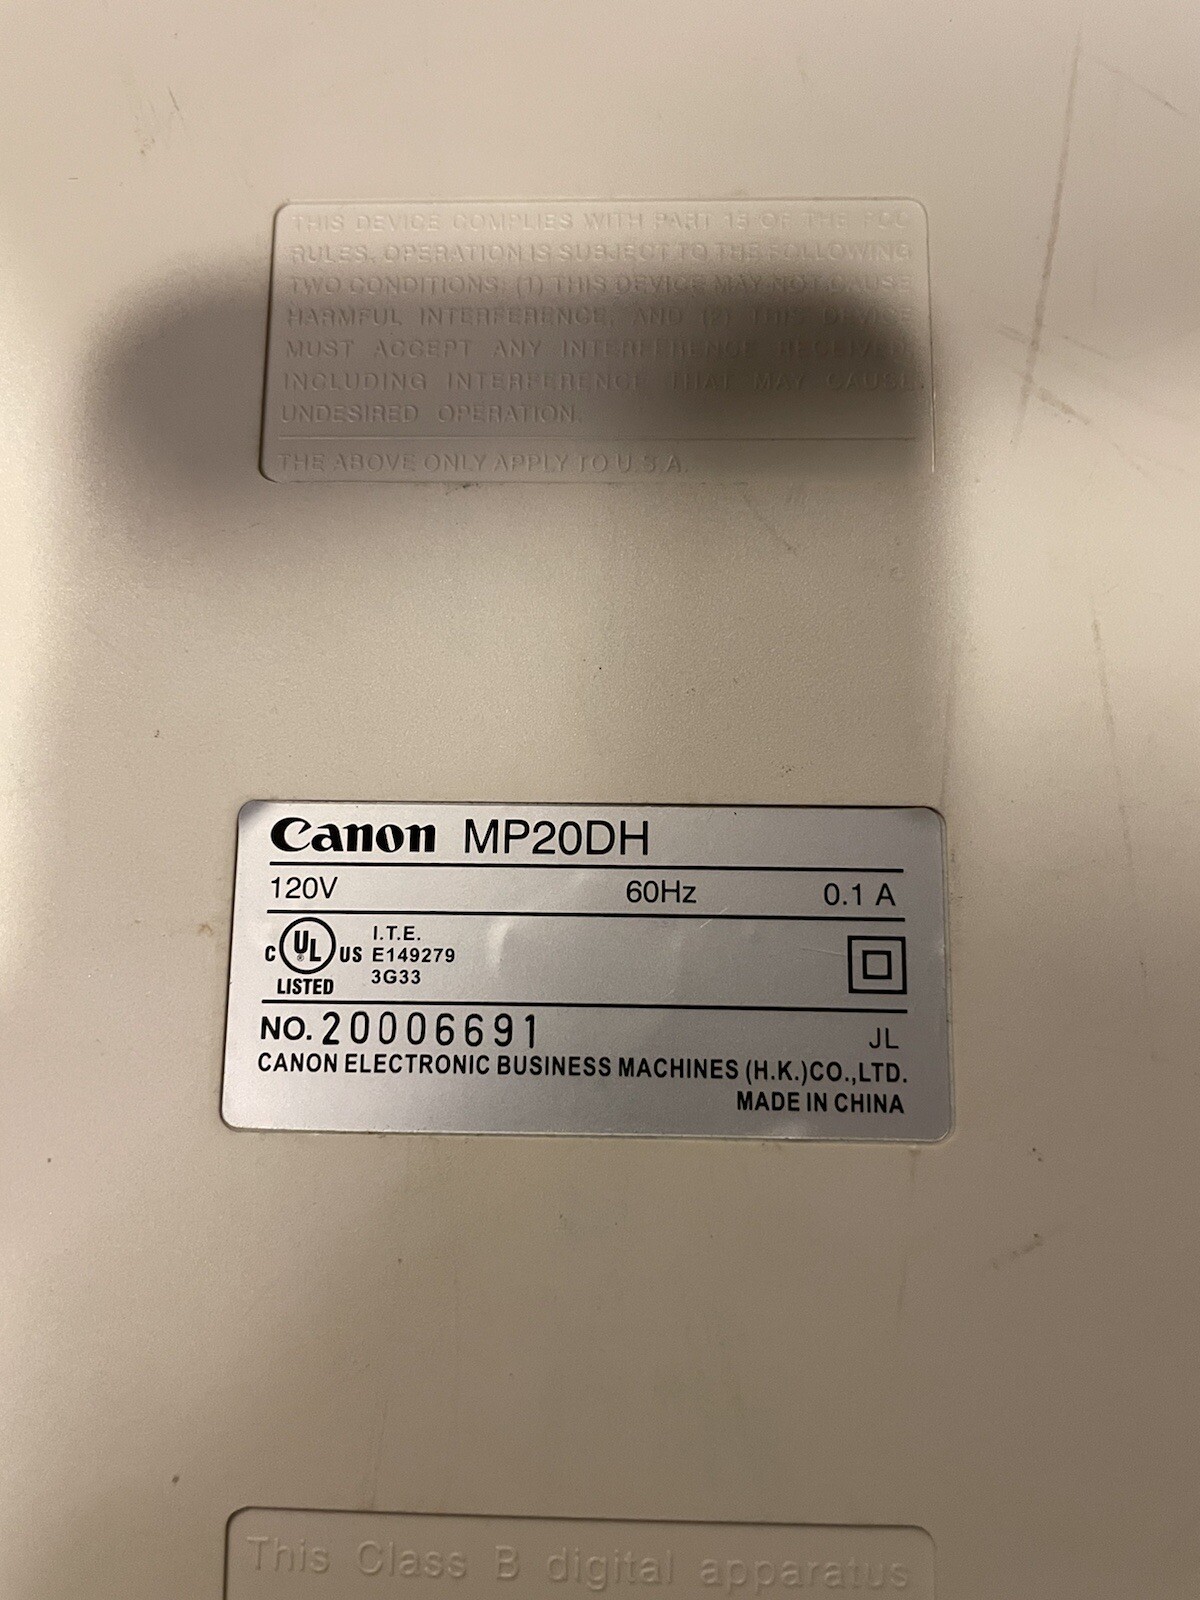 THIS DEVICE COMPLIES WITH PART 15 OF THE FCC
RULES. OPERATION IS SUBJECT TO THE FOLLOWING
TWO CONDITIONS: (1) THIS DEVICE MAY NOT CAUSE
HARMFUL INTERFERENCE, AND (2) THIS DEVICE
MUST ACCEPT ANY INTERFERENCE RECEIVED,
INCLUDING INTERFERENCE THAT MAY CAUSE
UNDESIRED OPERATION.
THE ABOVE ONLY APPLY TO U.S.A.
Canon MP20DH
120V 60Hz 0.1 A
C UL® US LISTED
I.T.E.
E149279
3G33
NO. 20006691 JL
CANON ELECTRONIC BUSINESS MACHINES (H.K.)CO.,LTD.
MADE IN CHINA
This Class B digital apparatus